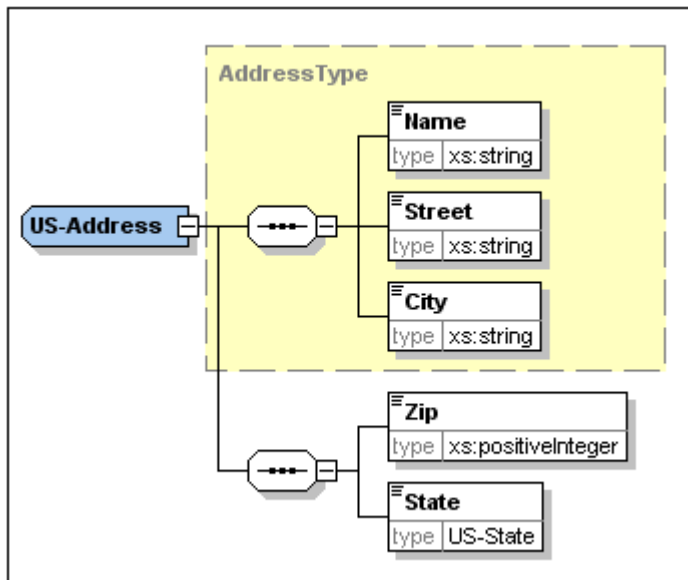 AddressType
Name
type xs:string
US-Address
Street
type xs:string
City
type xs:string
Zip
type xs:positiveInteger
State
type US-State